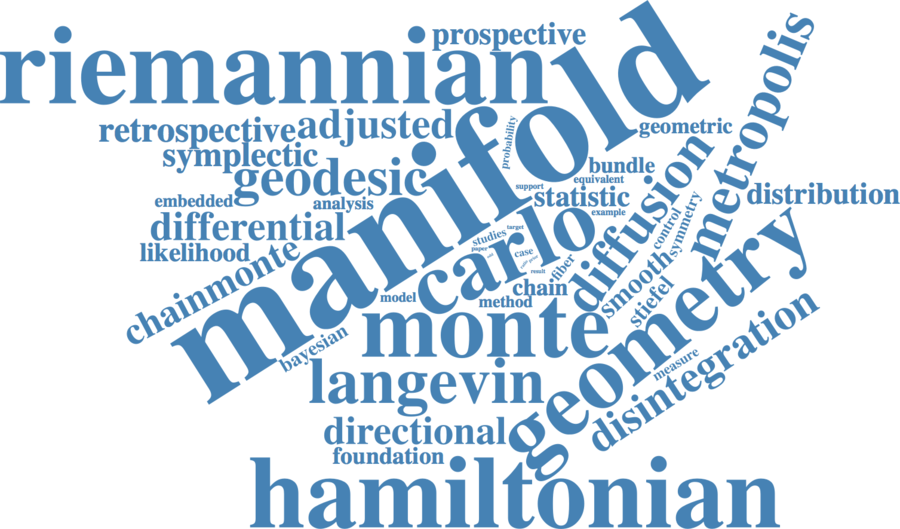 prospective
riemannian
manifold
metropolis
retrospective
adjusted
geometric
probability
symplectic
geodesic
bundle
equivalent
support
statistic
diffusion
distribution
embedded
analysis
example
differential
likelihood
studies
target
control
symmetry
chainmonte
carlo
paper
case
result
fiber
smooth
stiefel
model
method
chain
monte
geometry
bayesian
langevin
measure
disintegration
directional
foundation
hamiltonian